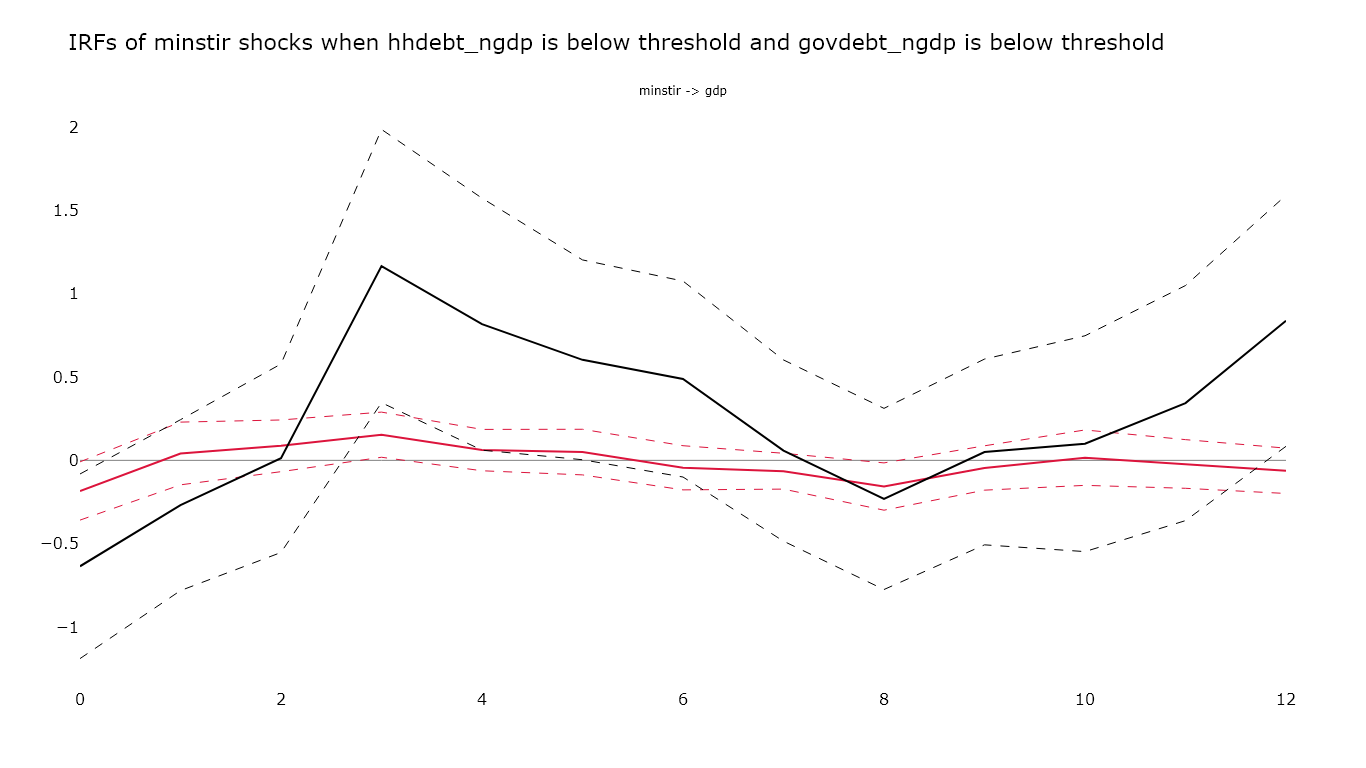 IRFs of minstir shocks when hhdebt_ngdp is below threshold and govdebt_ngdp is below threshold
minstir -> gdp
2
1.5
1
0.5
0
−0.5
−1
0 2 4 6 8 10 12